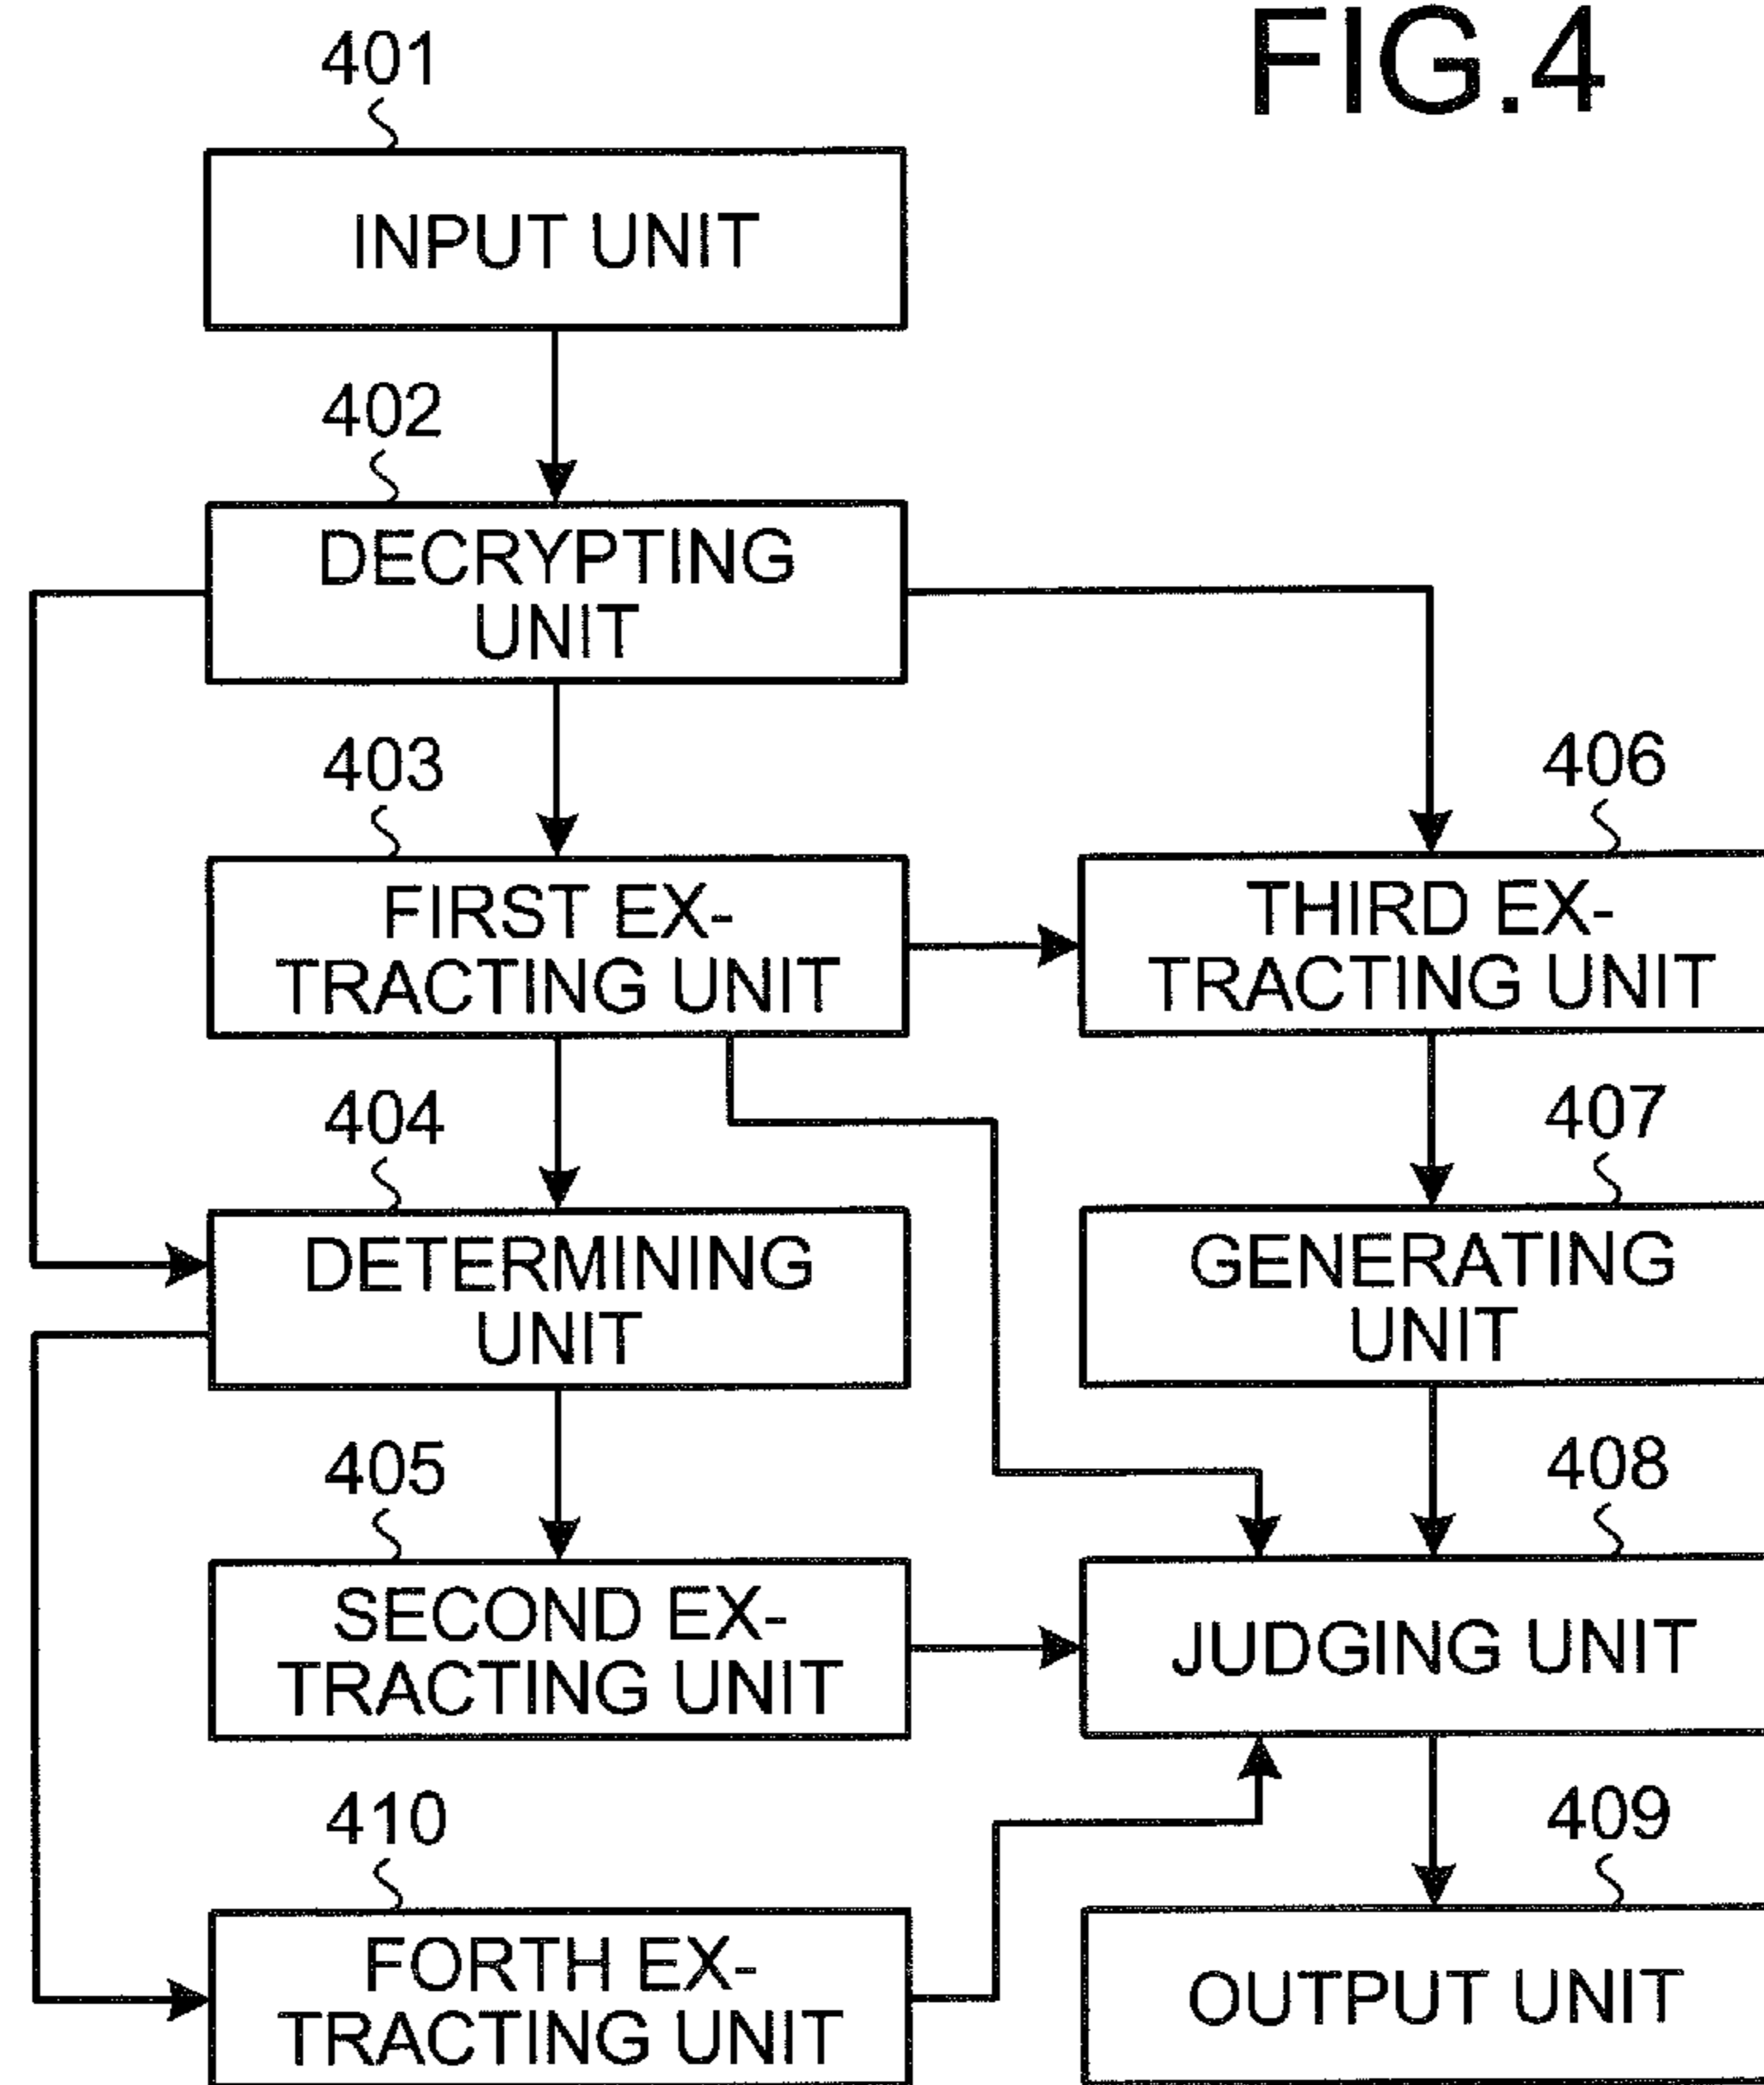 FIG.4
401
INPUT UNIT
402
DECRYPTING
UNIT
403
FIRST EX-
TRACTING UNIT
406
THIRD EX-
TRACTING UNIT
404
DETERMINING
UNIT
407
GENERATING
UNIT
405
SECOND EX-
TRACTING UNIT
408
JUDGING UNIT
410
FORTH EX-
TRACTING UNIT
409
OUTPUT UNIT